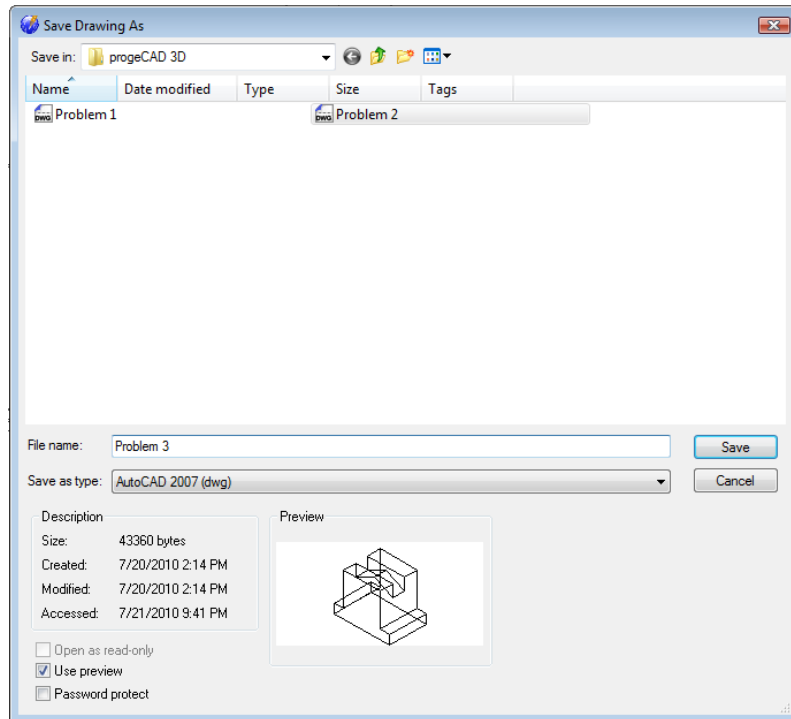 Save Drawing As
Save in: progeCAD 3D
Name Date modified Type Size Tags
DWG Problem 1 DWG Problem 2
File name: Problem 3 Save
Save as type: AutoCAD 2007 (dwg) Cancel
Description Preview
Size: 43360 bytes
Created: 7/20/2010 2:14 PM
Modified: 7/20/2010 2:14 PM
Accessed: 7/21/2010 9:41 PM
Open as read-only
Use preview
Password protect